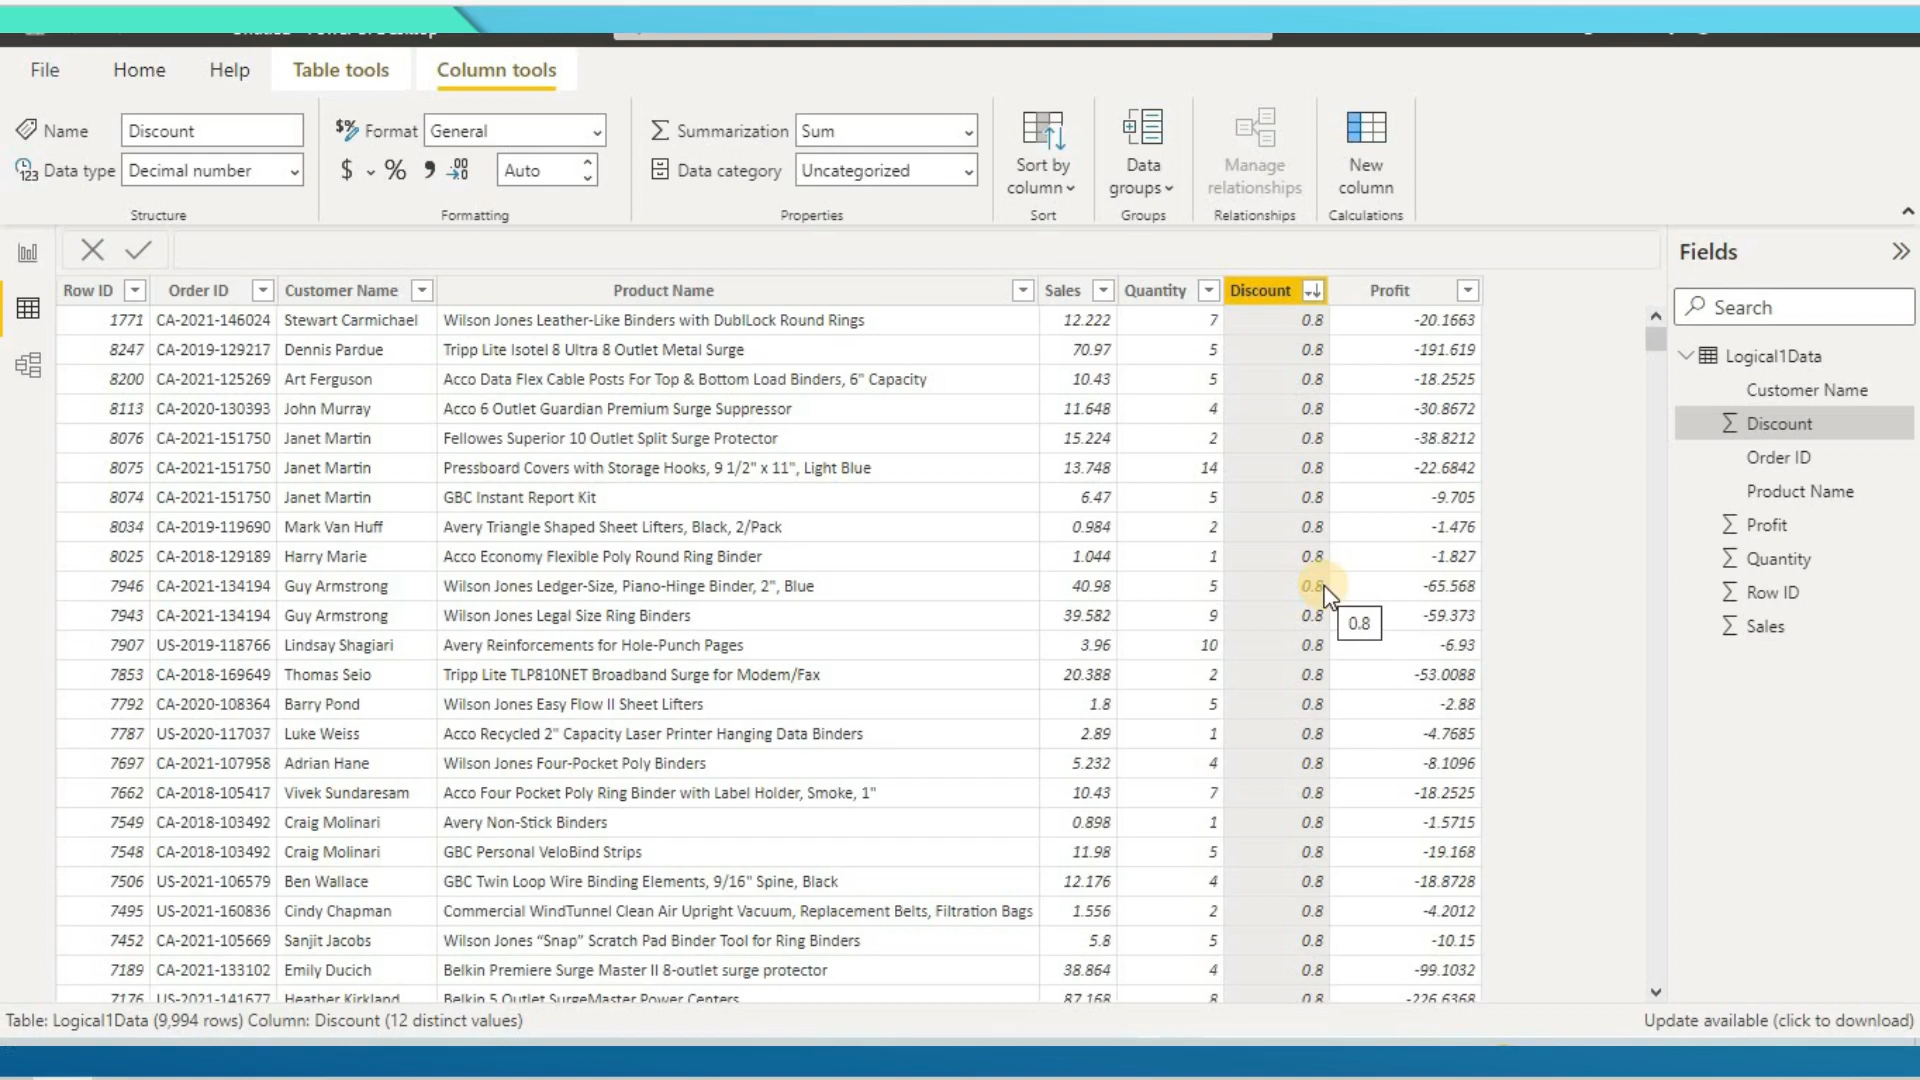 File Home Help Table tools Column tools
Name Discount $% Format General Summarization Sum Sort by column Data groups Manage relationships New column
Data type Decimal number $ % Auto Data category Uncategorized
Structure Formatting Properties Sort Groups Relationships Calculations
Row ID Order ID Customer Name Product Name Sales Quantity Discount Profit
1771 CA-2021-146024 Stewart Carmichael Wilson Jones Leather-Like Binders with DublLock Round Rings 12.222 7 0.8 -20.1663
8247 CA-2019-129217 Dennis Pardue Tripp Lite Isotel 8 Ultra 8 Outlet Metal Surge 70.97 5 0.8 -191.619
8200 CA-2021-125269 Art Ferguson Acco Data Flex Cable Posts For Top & Bottom Load Binders, 6" Capacity 10.43 5 0.8 -18.2525
8113 CA-2020-130393 John Murray Acco 6 Outlet Guardian Premium Surge Suppressor 11.648 4 0.8 -30.8672
8076 CA-2021-151750 Janet Martin Fellowes Superior 10 Outlet Split Surge Protector 15.224 2 0.8 -38.8212
8075 CA-2021-151750 Janet Martin Pressboard Covers with Storage Hooks, 9 1/2" x 11", Light Blue 13.748 14 0.8 -22.6842
8074 CA-2021-151750 Janet Martin GBC Instant Report Kit 6.47 5 0.8 -9.705
8034 CA-2019-119690 Mark Van Huff Avery Triangle Shaped Sheet Lifters, Black, 2/Pack 0.984 2 0.8 -1.476
8025 CA-2018-129189 Harry Marie Acco Economy Flexible Poly Round Ring Binder 1.044 1 0.8 -1.827
7946 CA-2021-134194 Guy Armstrong Wilson Jones Ledger-Size, Piano-Hinge Binder, 2", Blue 40.98 5 0.8 -65.568
7943 CA-2021-134194 Guy Armstrong Wilson Jones Legal Size Ring Binders 39.582 9 0.8 -59.373
0.8
7907 US-2019-118766 Lindsay Shagiari Avery Reinforcements for Hole-Punch Pages 3.96 10 0.8 -6.93
7853 CA-2018-169649 Thomas Seio Tripp Lite TLP810NET Broadband Surge for Modem/Fax 20.388 2 0.8 -53.0088
7792 CA-2020-108364 Barry Pond Wilson Jones Easy Flow II Sheet Lifters 1.8 5 0.8 -2.88
7787 US-2020-117037 Luke Weiss Acco Recycled 2" Capacity Laser Printer Hanging Data Binders 2.89 1 0.8 -4.7685
7697 CA-2021-107958 Adrian Hane Wilson Jones Four-Pocket Poly Binders 5.232 4 0.8 -8.1096
7662 CA-2018-105417 Vivek Sundaresam Acco Four Pocket Poly Ring Binder with Label Holder, Smoke, 1" 10.43 7 0.8 -18.2525
7549 CA-2018-103492 Craig Molinari Avery Non-Stick Binders 0.898 1 0.8 -1.5715
7548 CA-2018-103492 Craig Molinari GBC Personal VeloBind Strips 11.98 5 0.8 -19.168
7506 US-2021-106579 Ben Wallace GBC Twin Loop Wire Binding Elements, 9/16" Spine, Black 12.176 4 0.8 -18.8728
7495 US-2021-160836 Cindy Chapman Commercial WindTunnel Clean Air Upright Vacuum, Replacement Belts, Filtration Bags 1.556 2 0.8 -4.2012
7452 CA-2021-105669 Sanjit Jacobs Wilson Jones “Snap” Scratch Pad Binder Tool for Ring Binders 5.8 5 0.8 -10.15
7189 CA-2021-133102 Emily Ducich Belkin Premiere Surge Master II 8-outlet surge protector 38.864 4 0.8 -99.1032
7176 US-2021-141677 Heather Kirkland Belkin 5 Outlet SurgeMaster Power Centers 87.168 8 0.8 -226.6368
Fields
Search
Logical1Data
Customer Name
Discount
Order ID
Product Name
Profit
Quantity
Row ID
Sales
Table: Logical1Data (9,994 rows) Column: Discount (12 distinct values)
Update available (click to download)